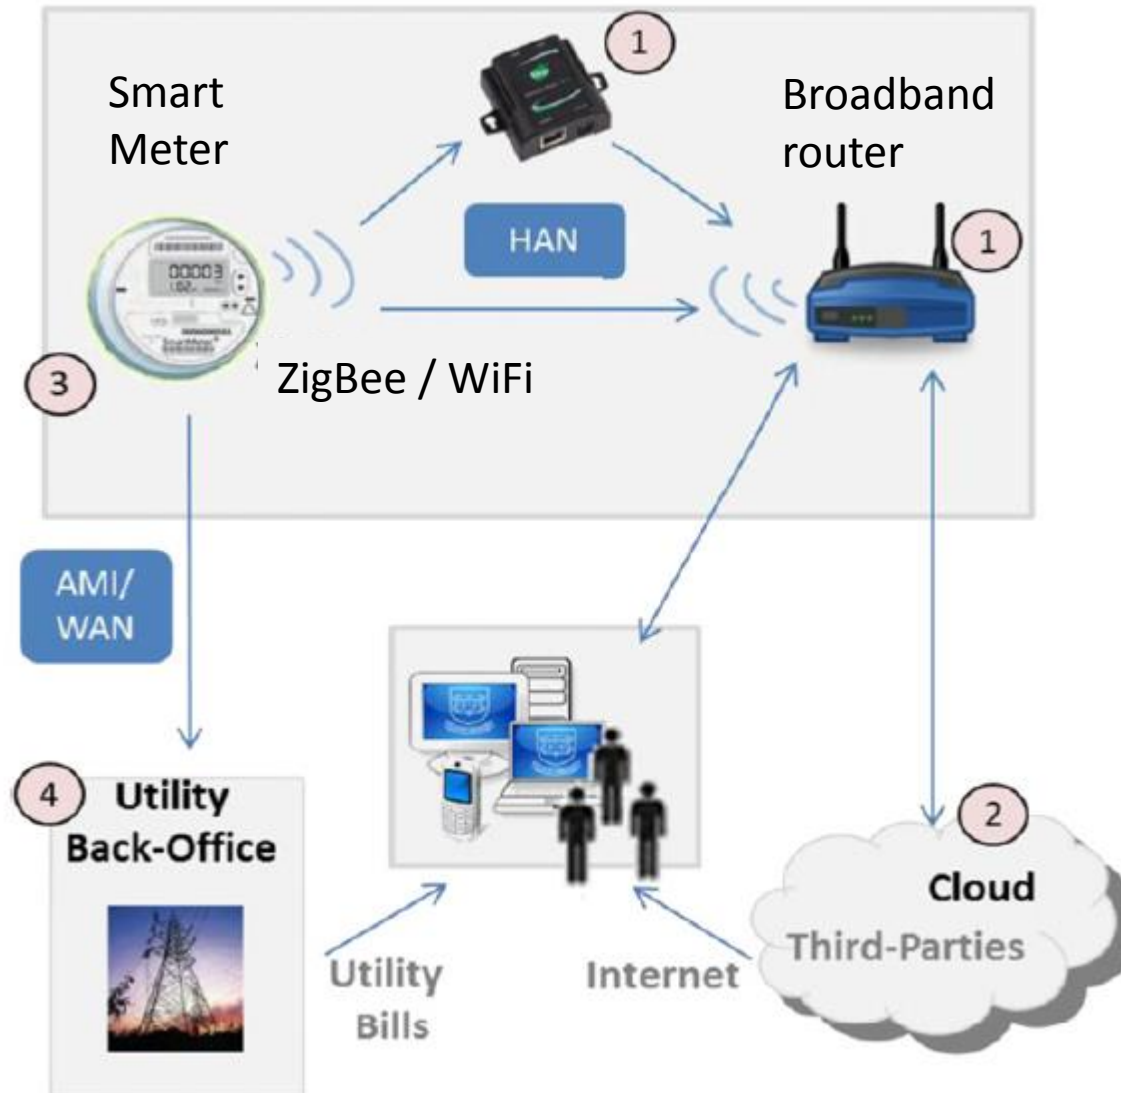 1
Smart
Meter
Broadband
router
HAN
1
00003
ZigBee / WiFi
3
AMI/
WAN
4
Utility
Back-Office
2
Cloud
Third-Parties
Utility
Bills
Internet